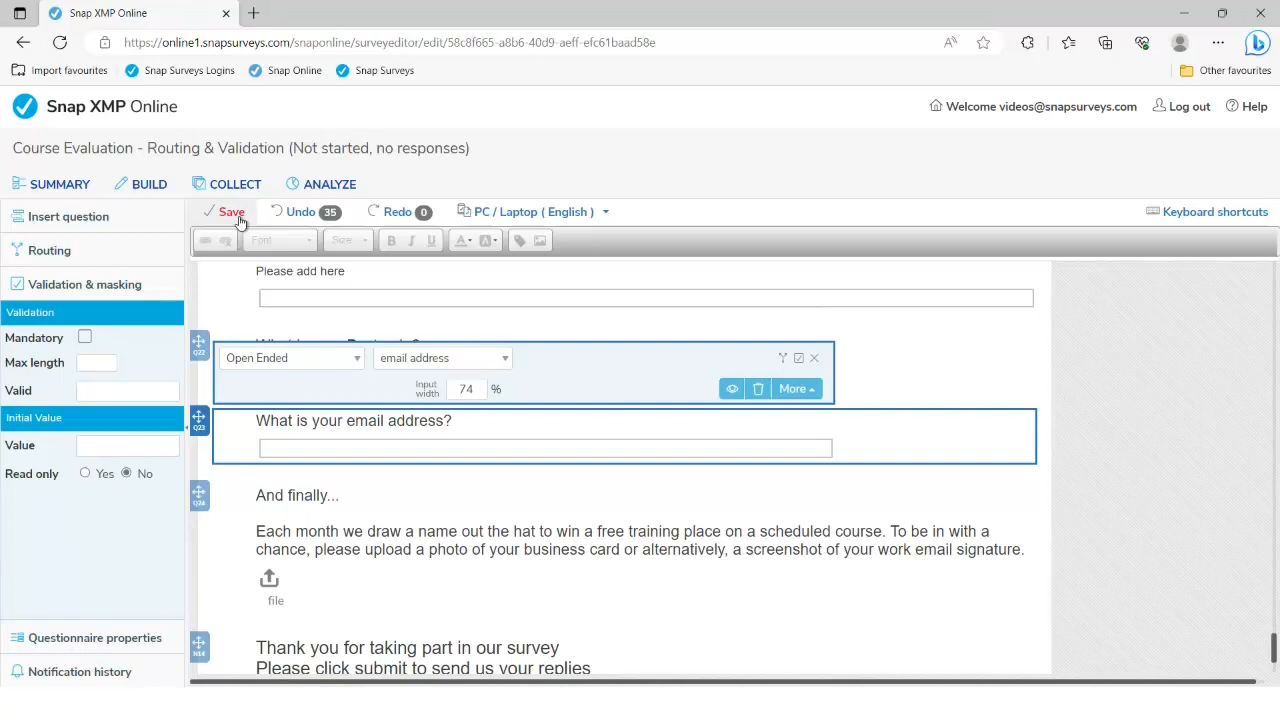 Snap XMP Online
https://online1.snapsurveys.com/snaponline/surveyeditor/edit/58c8f665-a8b6-40d9-aeff-efc61baad58e
Import favourites Snap Surveys Logins Snap Online Snap Surveys Other favourites
Snap XMP Online
Welcome videos@snapsurveys.com Log out Help
Course Evaluation - Routing & Validation (Not started, no responses)
SUMMARY BUILD COLLECT ANALYZE
Insert question
Save Undo 35 Redo 0 PC / Laptop ( English ) Keyboard shortcuts
Font Size B I U A A
Routing
Validation & masking
Validation
Mandatory
Max length
Valid
Initial Value
Value
Read only Yes No
Questionnaire properties
Notification history
Please add here
Q22
Open Ended email address
Input width 74 % More
Q23
What is your email address?
Q24
And finally...
Each month we draw a name out the hat to win a free training place on a scheduled course. To be in with a
chance, please upload a photo of your business card or alternatively, a screenshot of your work email signature.
file
N14
Thank you for taking part in our survey
Please click submit to send us your replies